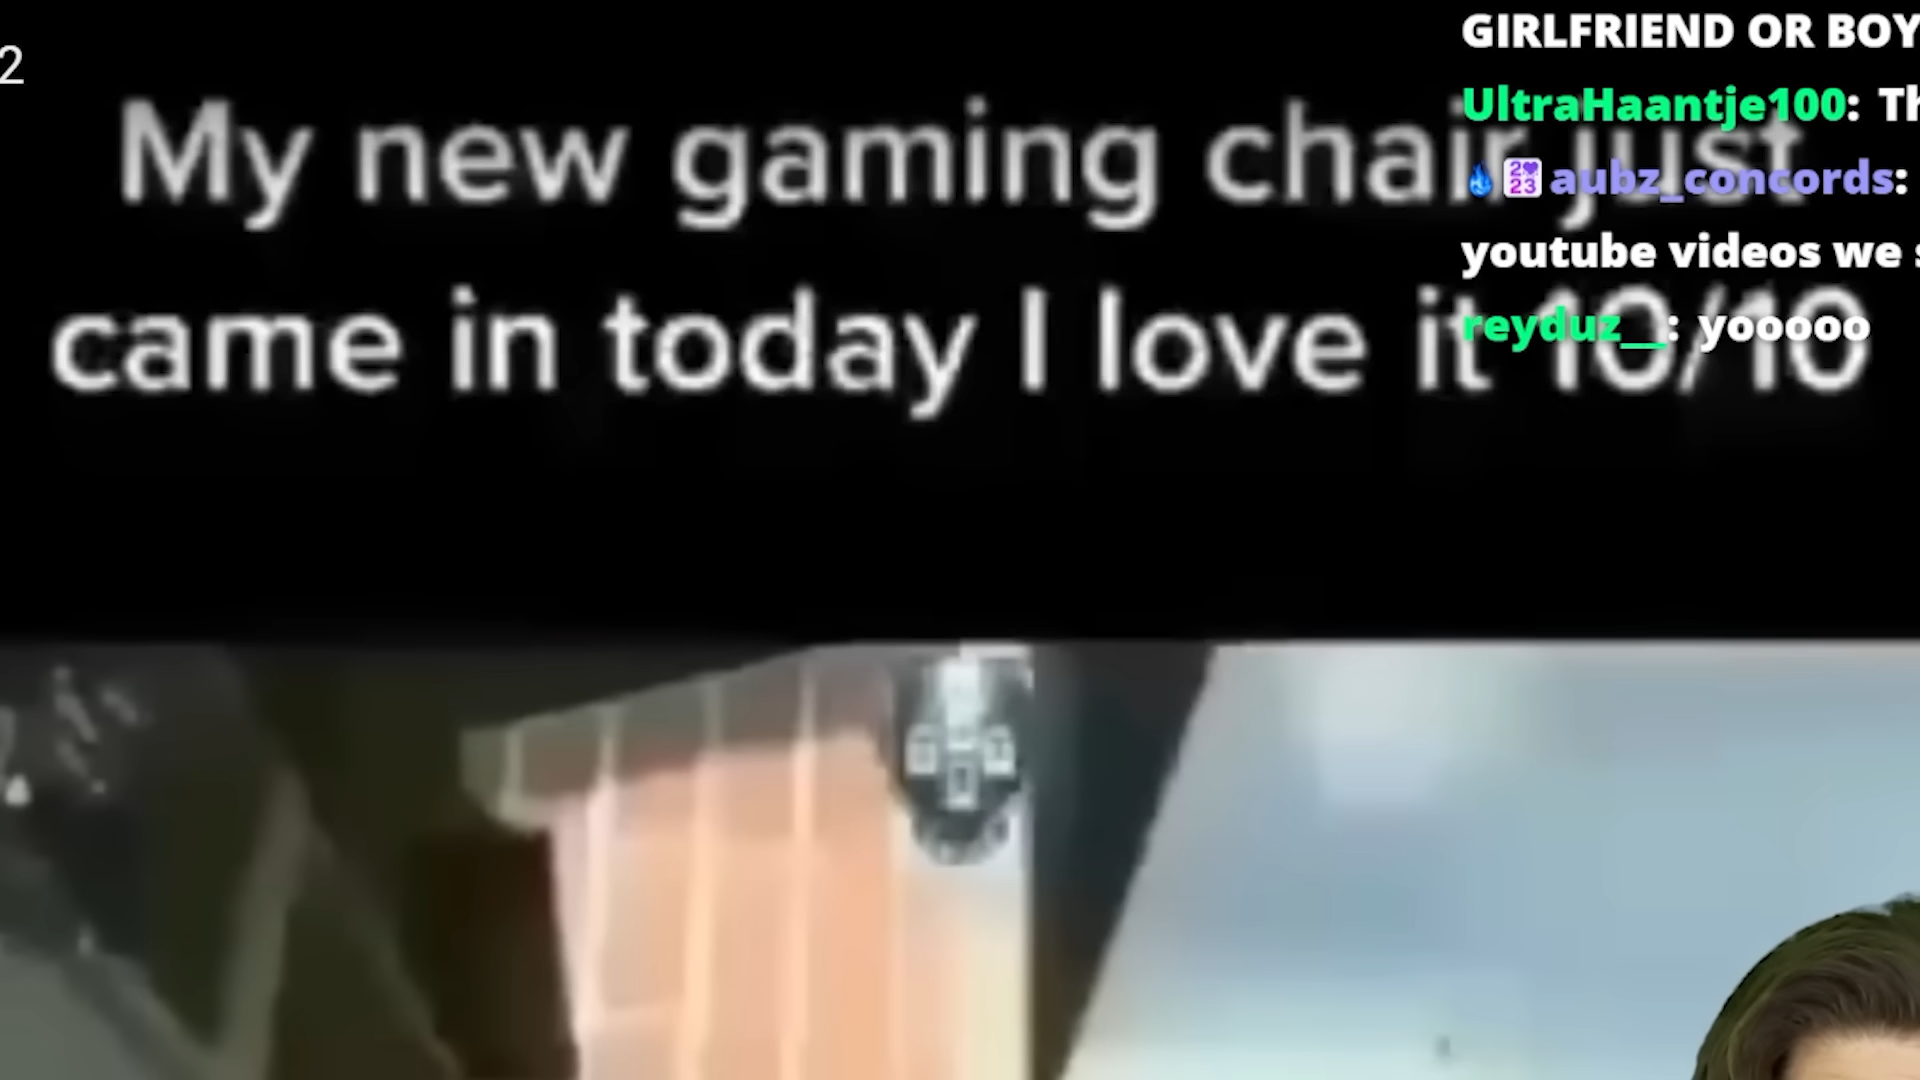 2
My new gaming chair just
came in today I love it 10/10
GIRLFRIEND OR BOY
UltraHaantje100: Th
aubz_concords:
youtube videos we s
reyduz__: yooooo